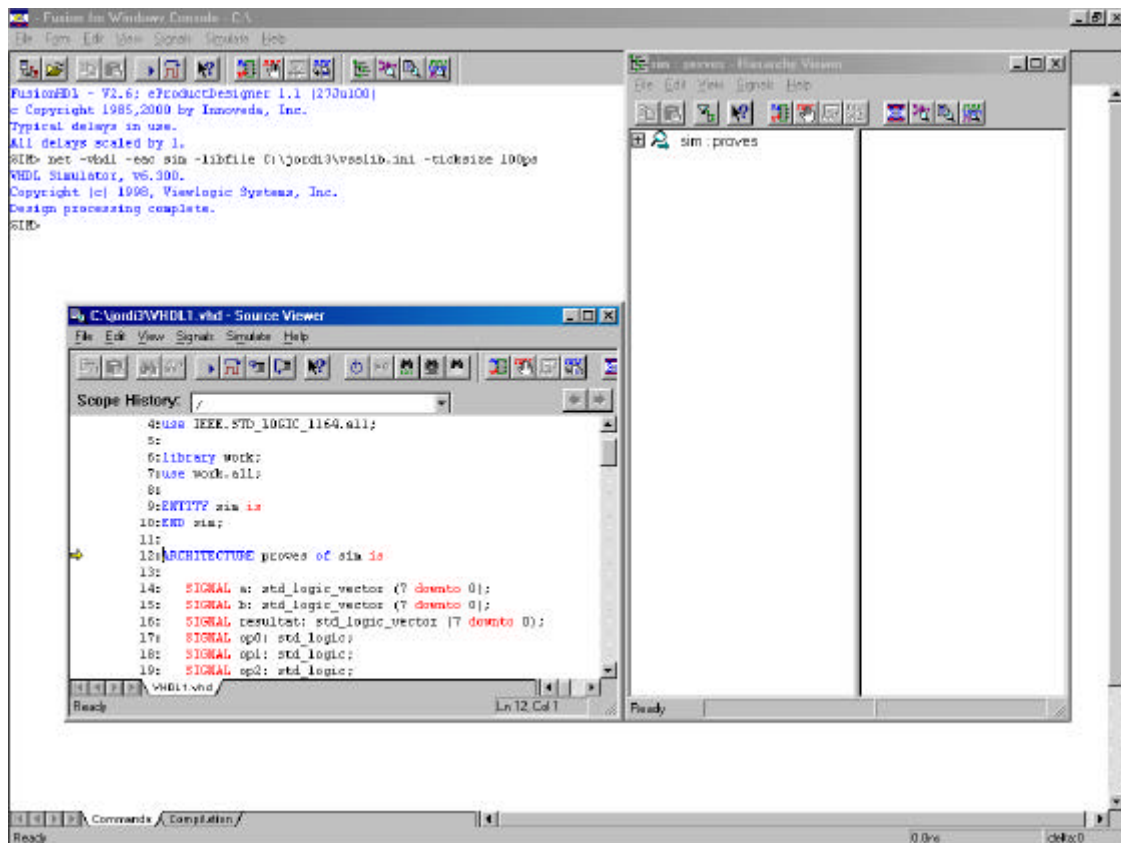 - Fusion for Windows Console - C:\
File Form Edit View Signals Simulate Help
FusionHDL - V2.6; eProductDesigner 1.1 |27Jul00|
c Copyright 1985,2000 by Innoveda, Inc.
Typical delays in use.
All delays scaled by 1.
SIM> net -vhdl -eac sim -libfile C:\jordi3\vsslib.ini -ticksize 100ps
VHDL Simulator, v6.300.
Copyright (c) 1998, Viewlogic Systems, Inc.
Design processing complete.
SIM>
sim : proves - Hierarchy Viewer
File Edit View Signals Help
sim : proves
Ready
C:\jordi3\VHDL1.vhd - Source Viewer
File Edit View Signals Simulate Help
Scope History: /
4:use IEEE.STD_LOGIC_1164.all;
5:
6:library work;
7:use work.all;
8:
9:ENTITY sim is
10:END sim;
11:
12:ARCHITECTURE proves of sim is
13:
14: SIGNAL a: std_logic_vector (7 downto 0);
15: SIGNAL b: std_logic_vector (7 downto 0);
16: SIGNAL resultat: std_logic_vector (7 downto 0);
17: SIGNAL op0: std_logic;
18: SIGNAL op1: std_logic;
19: SIGNAL op2: std_logic;
VHDL1.vhd
Ready Ln 12, Col 1
Commands Compilation
Ready 0.0ns delta:0